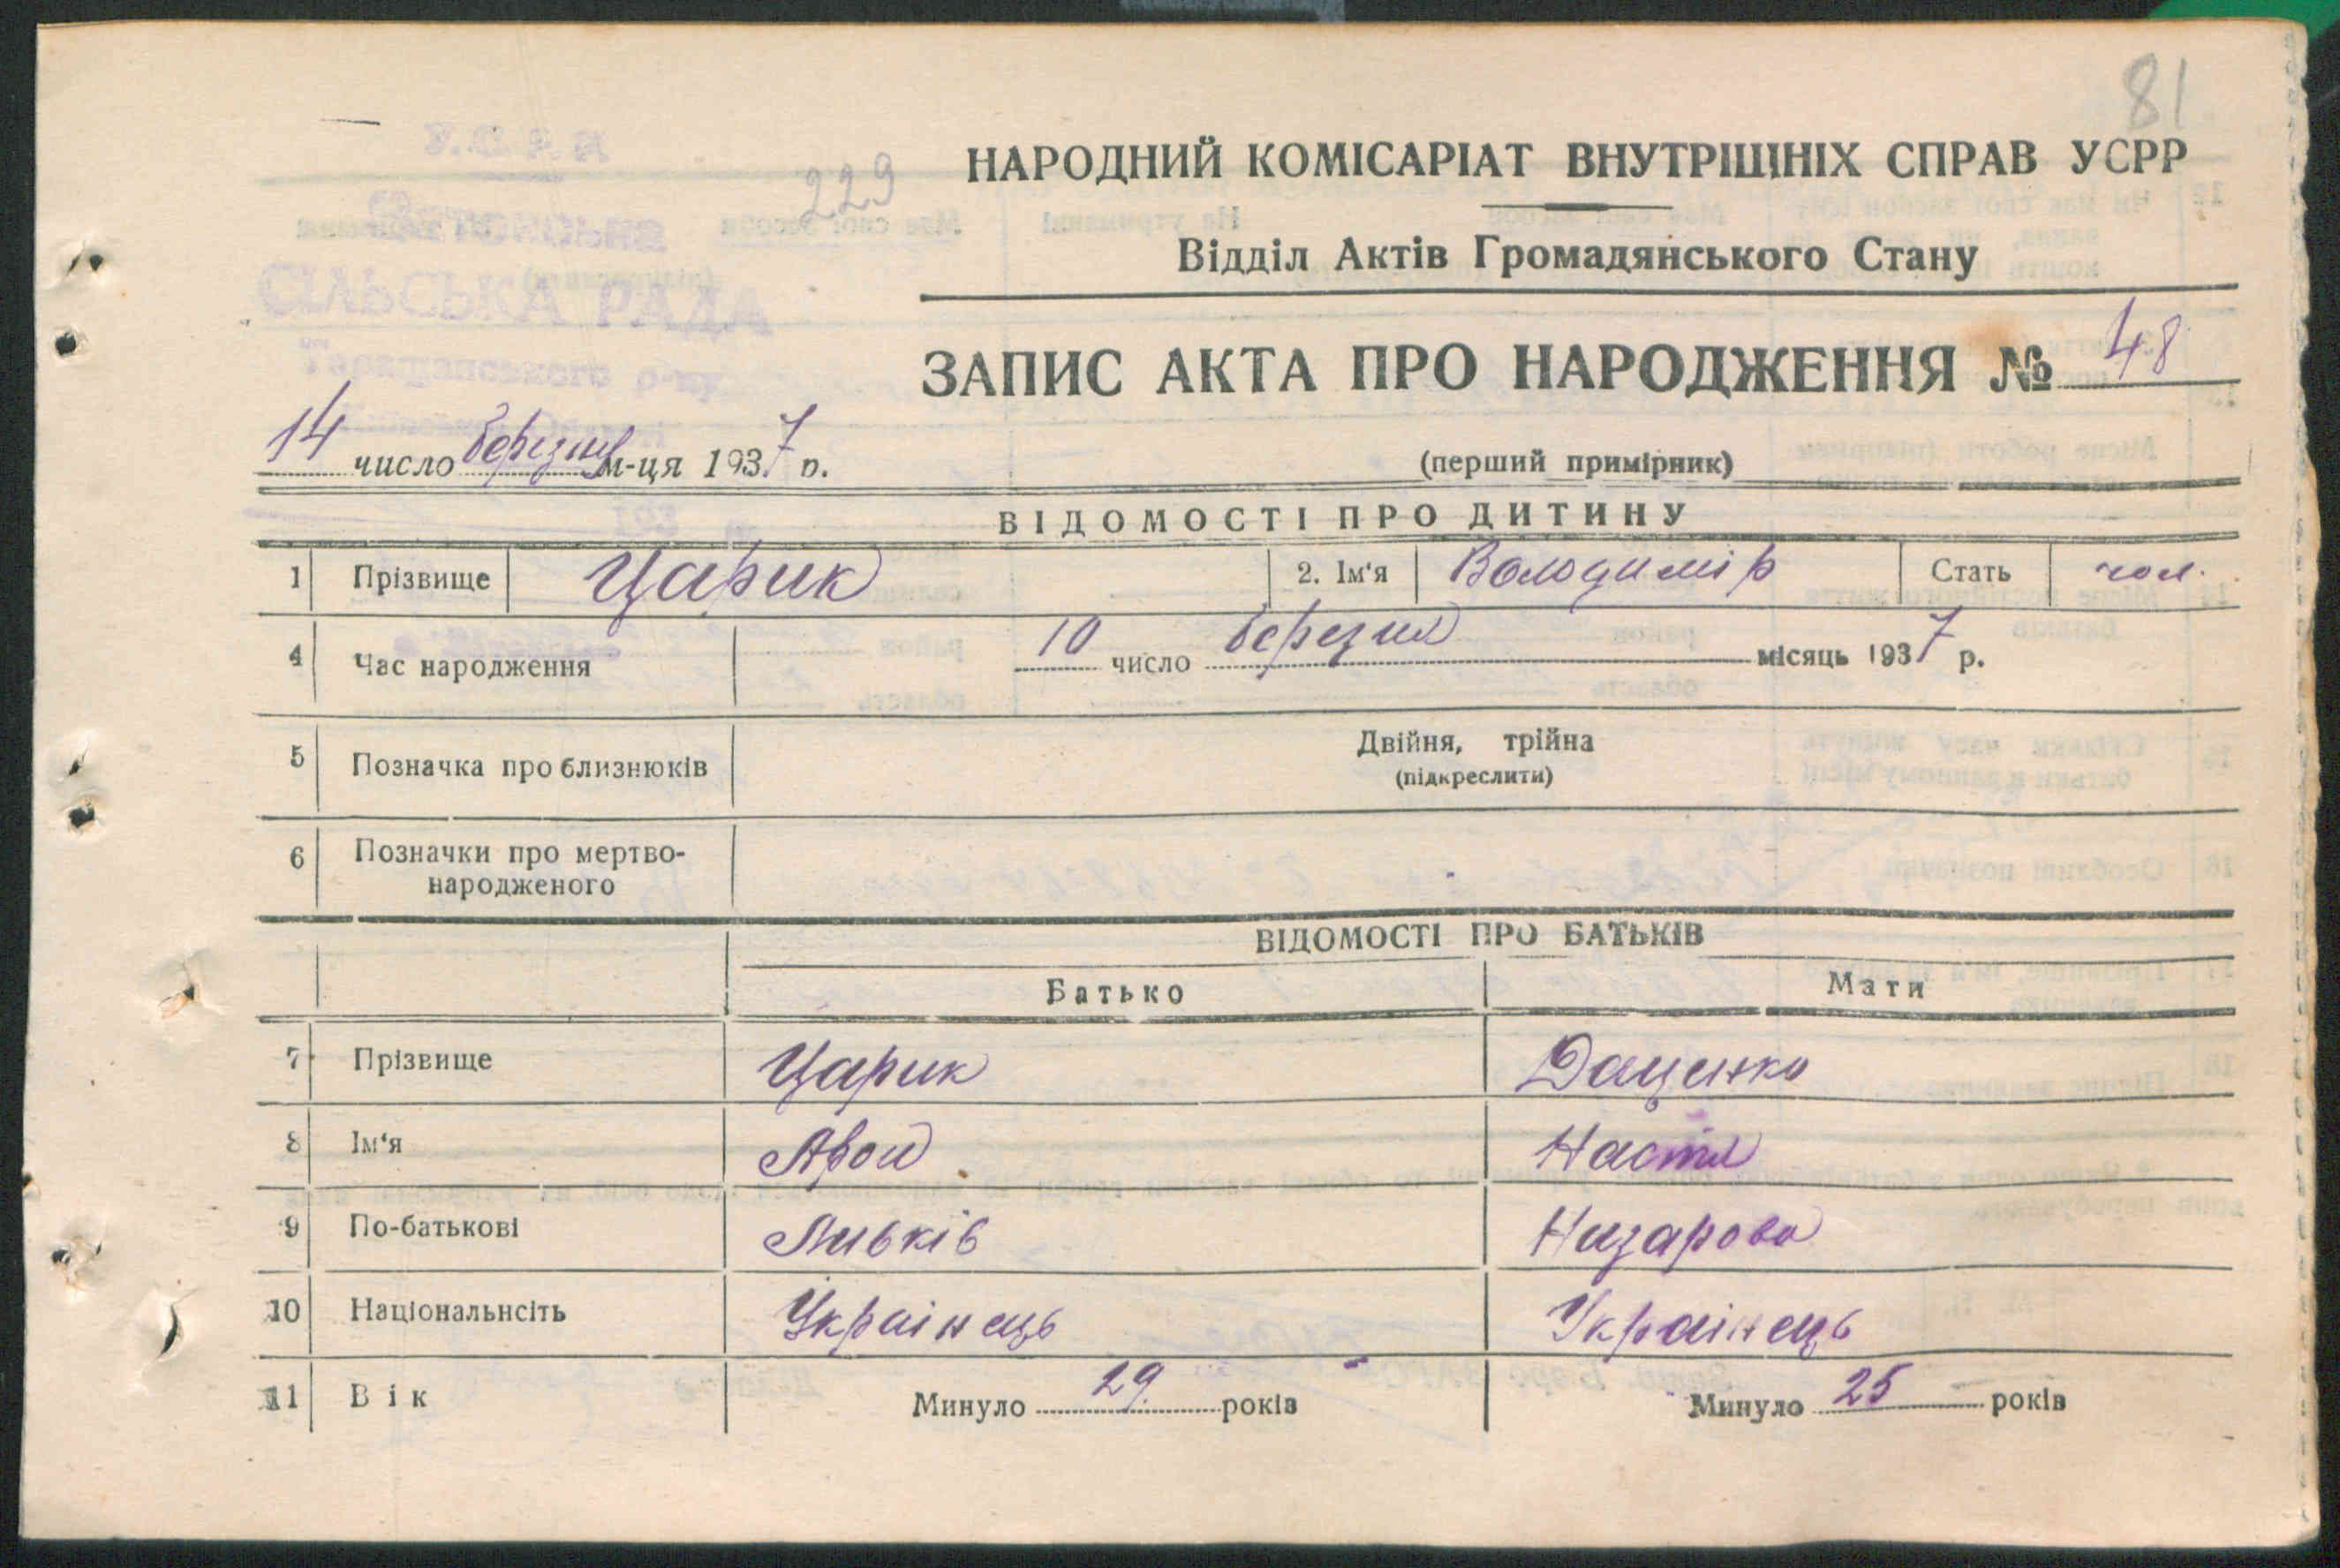 81
У.С.Р.Р.
229
НАРОДНИЙ КОМІСАРІАТ ВНУТРІШНІХ СПРАВ УСРР
Відділ Актів Громадянського Стану
СІЛЬСЬКА РАДА
Таращанського р-ну
ЗАПИС АКТА ПРО НАРОДЖЕННЯ № 48
14 число березня м-ця 1937 р.
(перший примірник)
ВІДОМОСТІ ПРО ДИТИНУ
1 Прізвище Царик 2. Ім'я Володимір Стать чол.
4 Час народження 10 число березня місяць 1937 р.
5 Позначка про близнюків Двійня, трійна
(підкреслити)
6 Позначки про мертво-
народженого
ВІДОМОСТІ ПРО БАТЬКІВ
Батько Мати
7 Прізвище Царик Даценко
8 Ім'я Настя
9 По-батькові Назарова
10 Національнсіть Українець Українець
11 Вік Минуло 29 років Минуло 25 років